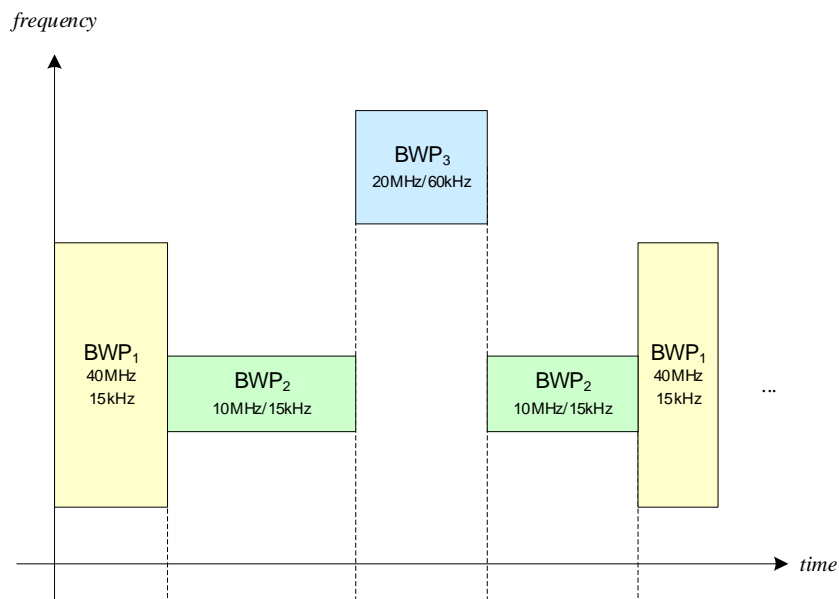 frequency
BWP₃
20MHz/60kHz
BWP₁
40MHz
15kHz
BWP₂
10MHz/15kHz
BWP₂
10MHz/15kHz
BWP₁
40MHz
15kHz
...
time